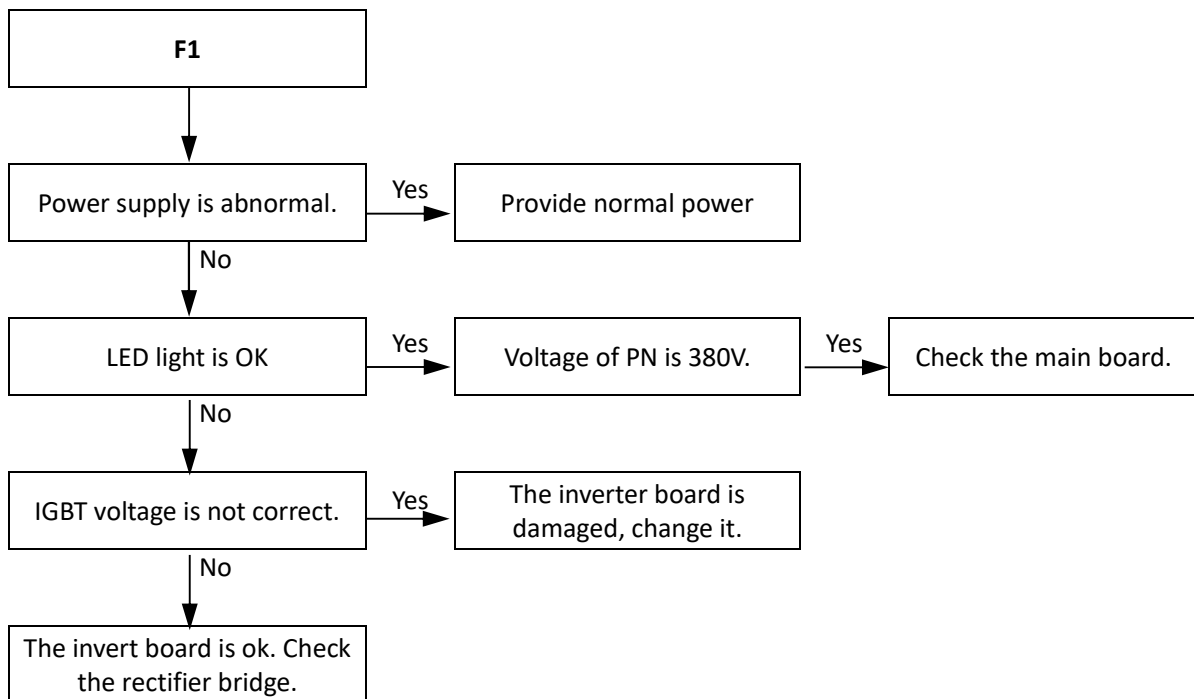 F1
Power supply is abnormal.
Yes
Provide normal power
No
LED light is OK
Yes
Voltage of PN is 380V.
Yes
Check the main board.
No
IGBT voltage is not correct.
Yes
The inverter board is
damaged, change it.
No
The invert board is ok. Check
the rectifier bridge.